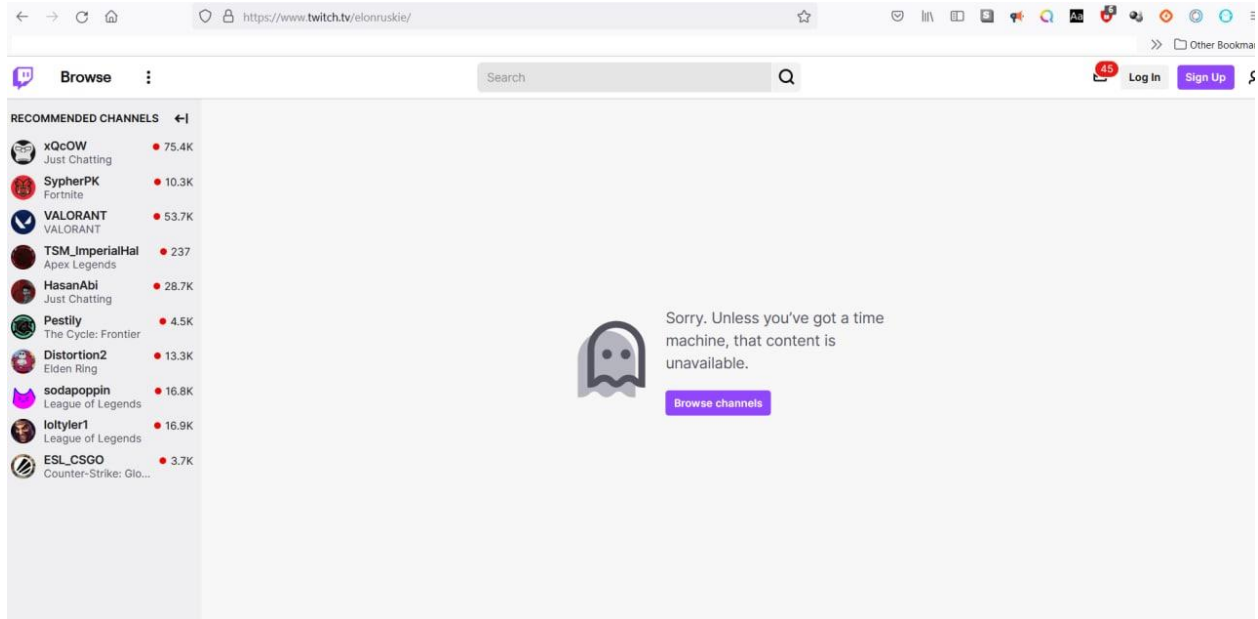 https://www.twitch.tv/elonruskie/
6
Other Bookmar
Browse
Search
45
Log In
Sign Up
RECOMMENDED CHANNELS
xQcOW 75.4K
Just Chatting
SypherPK 10.3K
Fortnite
VALORANT 53.7K
VALORANT
TSM_ImperialHal 237
Apex Legends
HasanAbi 28.7K
Just Chatting
Pestily 4.5K
The Cycle: Frontier
Distortion2 13.3K
Elden Ring
sodapoppin 16.8K
League of Legends
loltyler1 16.9K
League of Legends
ESL_CSGO 3.7K
Counter-Strike: Glo...
Sorry. Unless you've got a time
machine, that content is
unavailable.
Browse channels